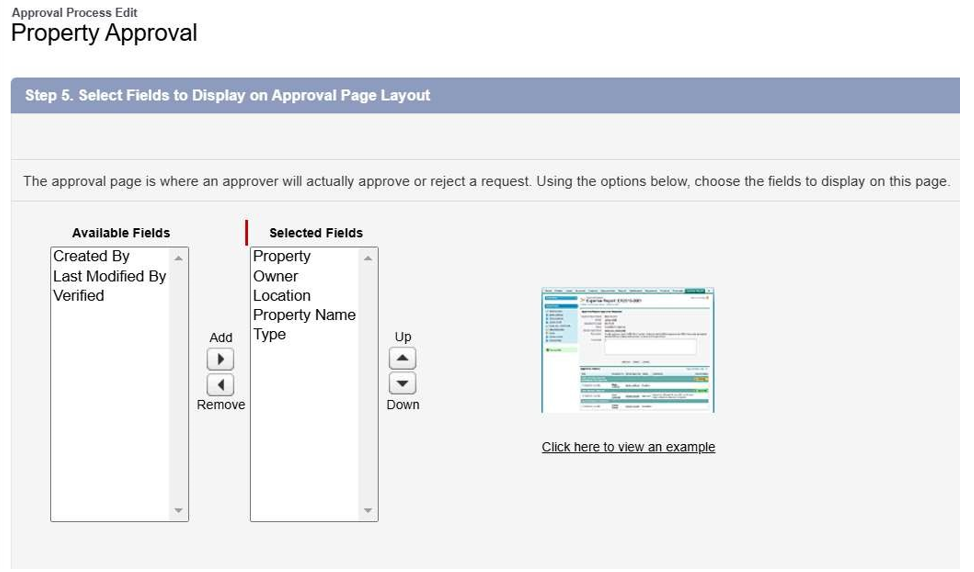 Approval Process Edit
Property Approval
Step 5. Select Fields to Display on Approval Page Layout
The approval page is where an approver will actually approve or reject a request. Using the options below, choose the fields to display on this page.
Available Fields
Selected Fields
Created By
Last Modified By
Verified
Add
Remove
Property
Owner
Location
Property Name
Type
Up
Down
Click here to view an example